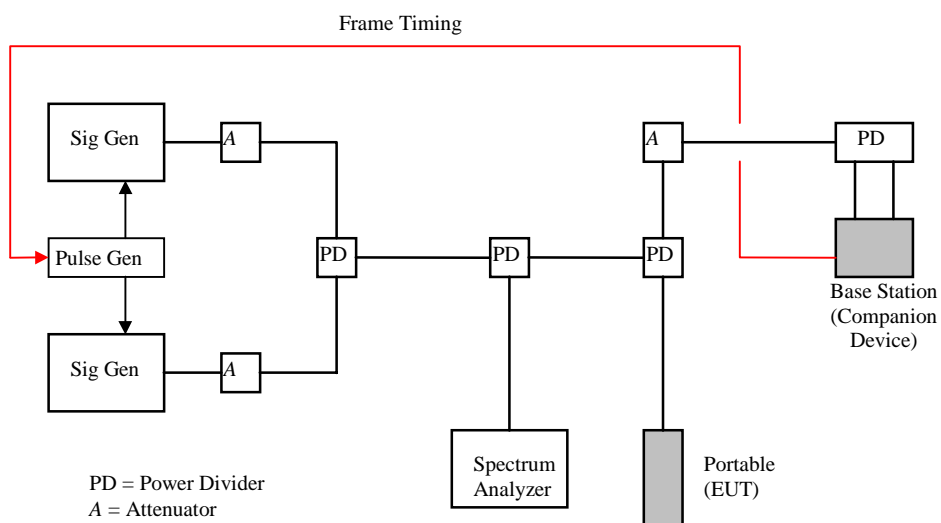 Frame Timing
Sig Gen
A
A
PD
Pulse Gen
PD
PD
PD
Base Station
(Companion
Device)
Sig Gen
A
Spectrum
Analyzer
Portable
(EUT)
PD = Power Divider
A = Attenuator